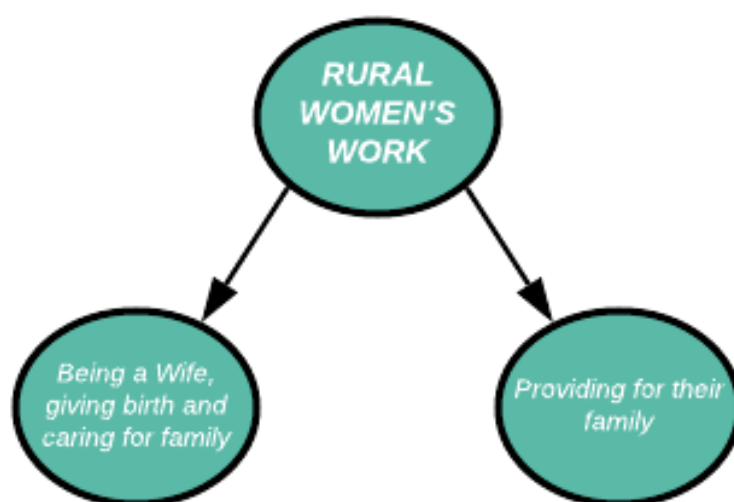 RURAL
WOMEN'S
WORK
Being a Wife,
giving birth and
caring for family
Providing for their
family